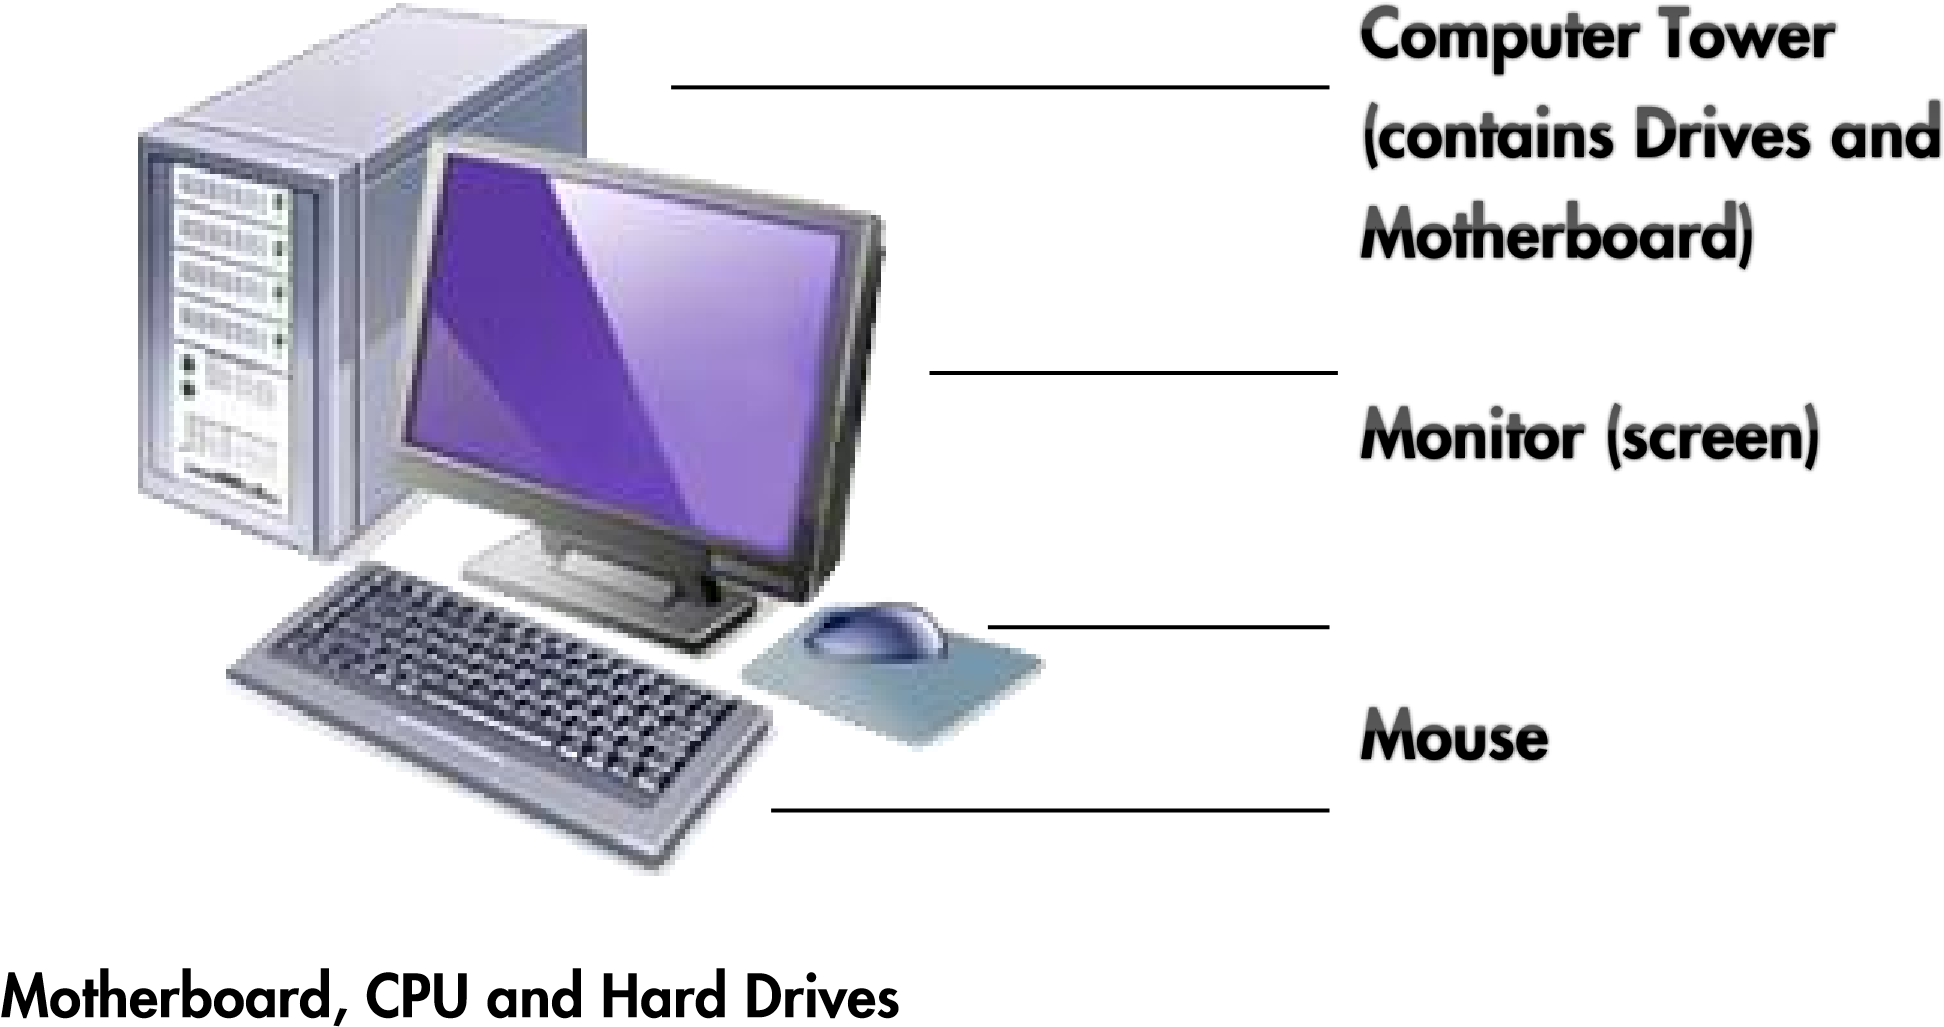 Computer Tower
(contains Drives and
Motherboard)
Monitor (screen)
Mouse
Motherboard, CPU and Hard Drives